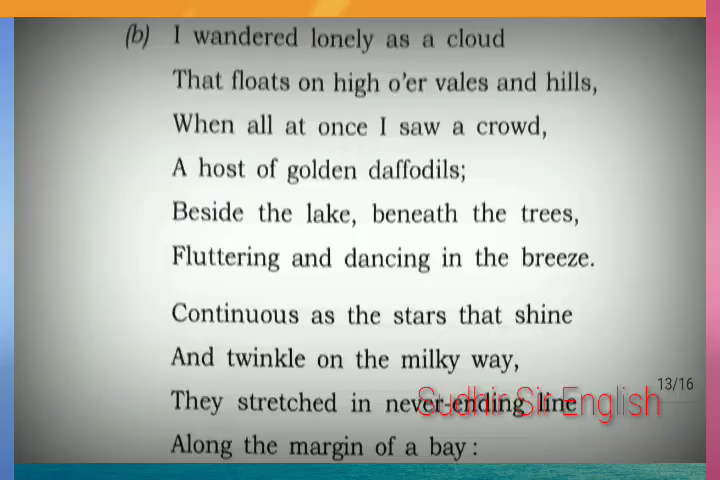 (b) I wandered lonely as a cloud
That floats on high o'er vales and hills,
When all at once I saw a crowd,
A host of golden daffodils;
Beside the lake, beneath the trees,
Fluttering and dancing in the breeze.
Continuous as the stars that shine
And twinkle on the milky way,
13/16
They stretched in never-ending line
Sudhir Sir English
Along the margin of a bay :